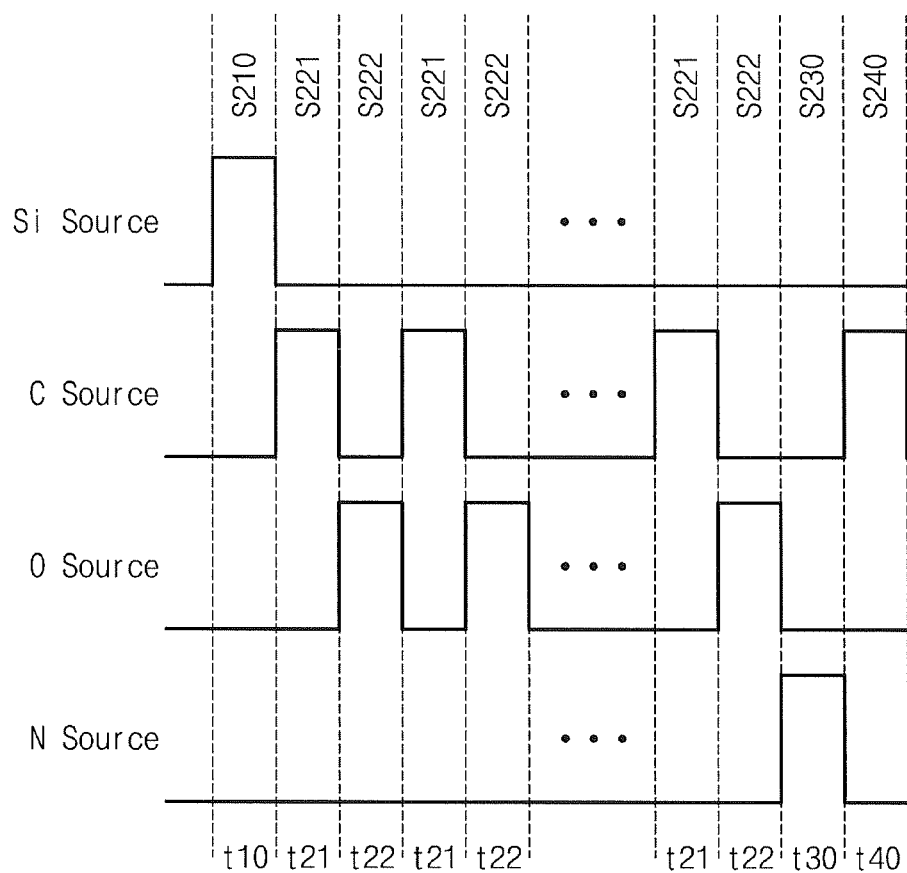 S210 S221 S222 S221 S222 S221 S222 S230 S240
Si Source
C Source
O Source
N Source
t10 t21 t22 t21 t22 t21 t22 t30 t40